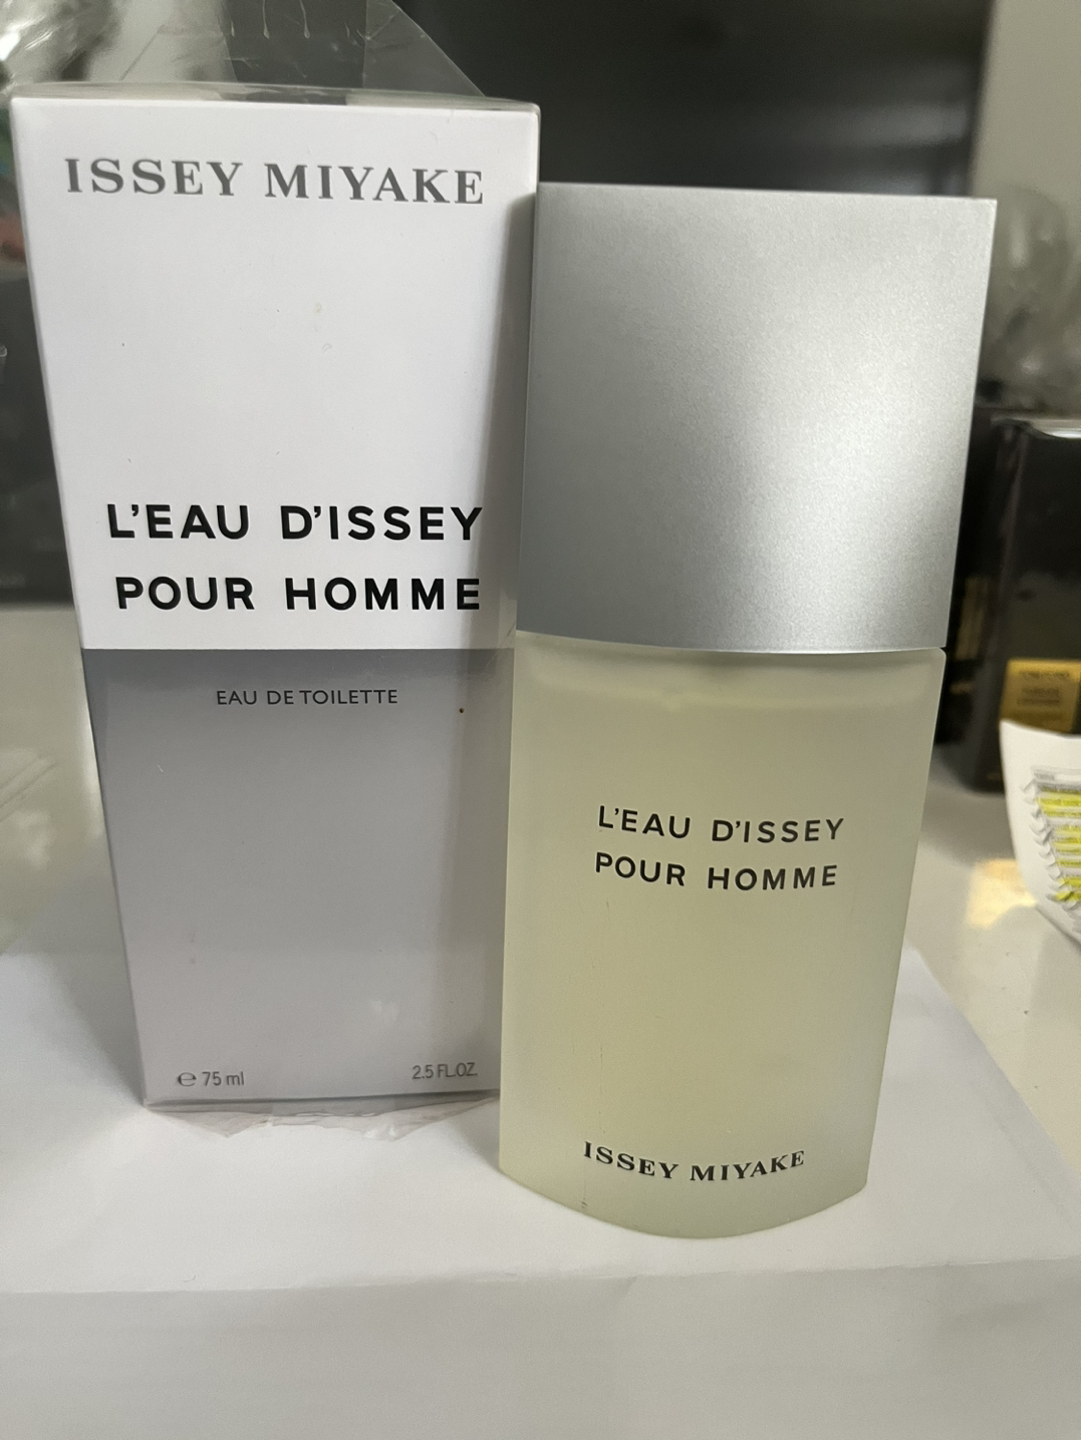 ISSEY MIYAKE
L'EAU D'ISSEY
POUR HOMME
EAU DE TOILETTE
℮ 75 ml
2.5 FL.OZ.
L'EAU D'ISSEY
POUR HOMME
ISSEY MIYAKE